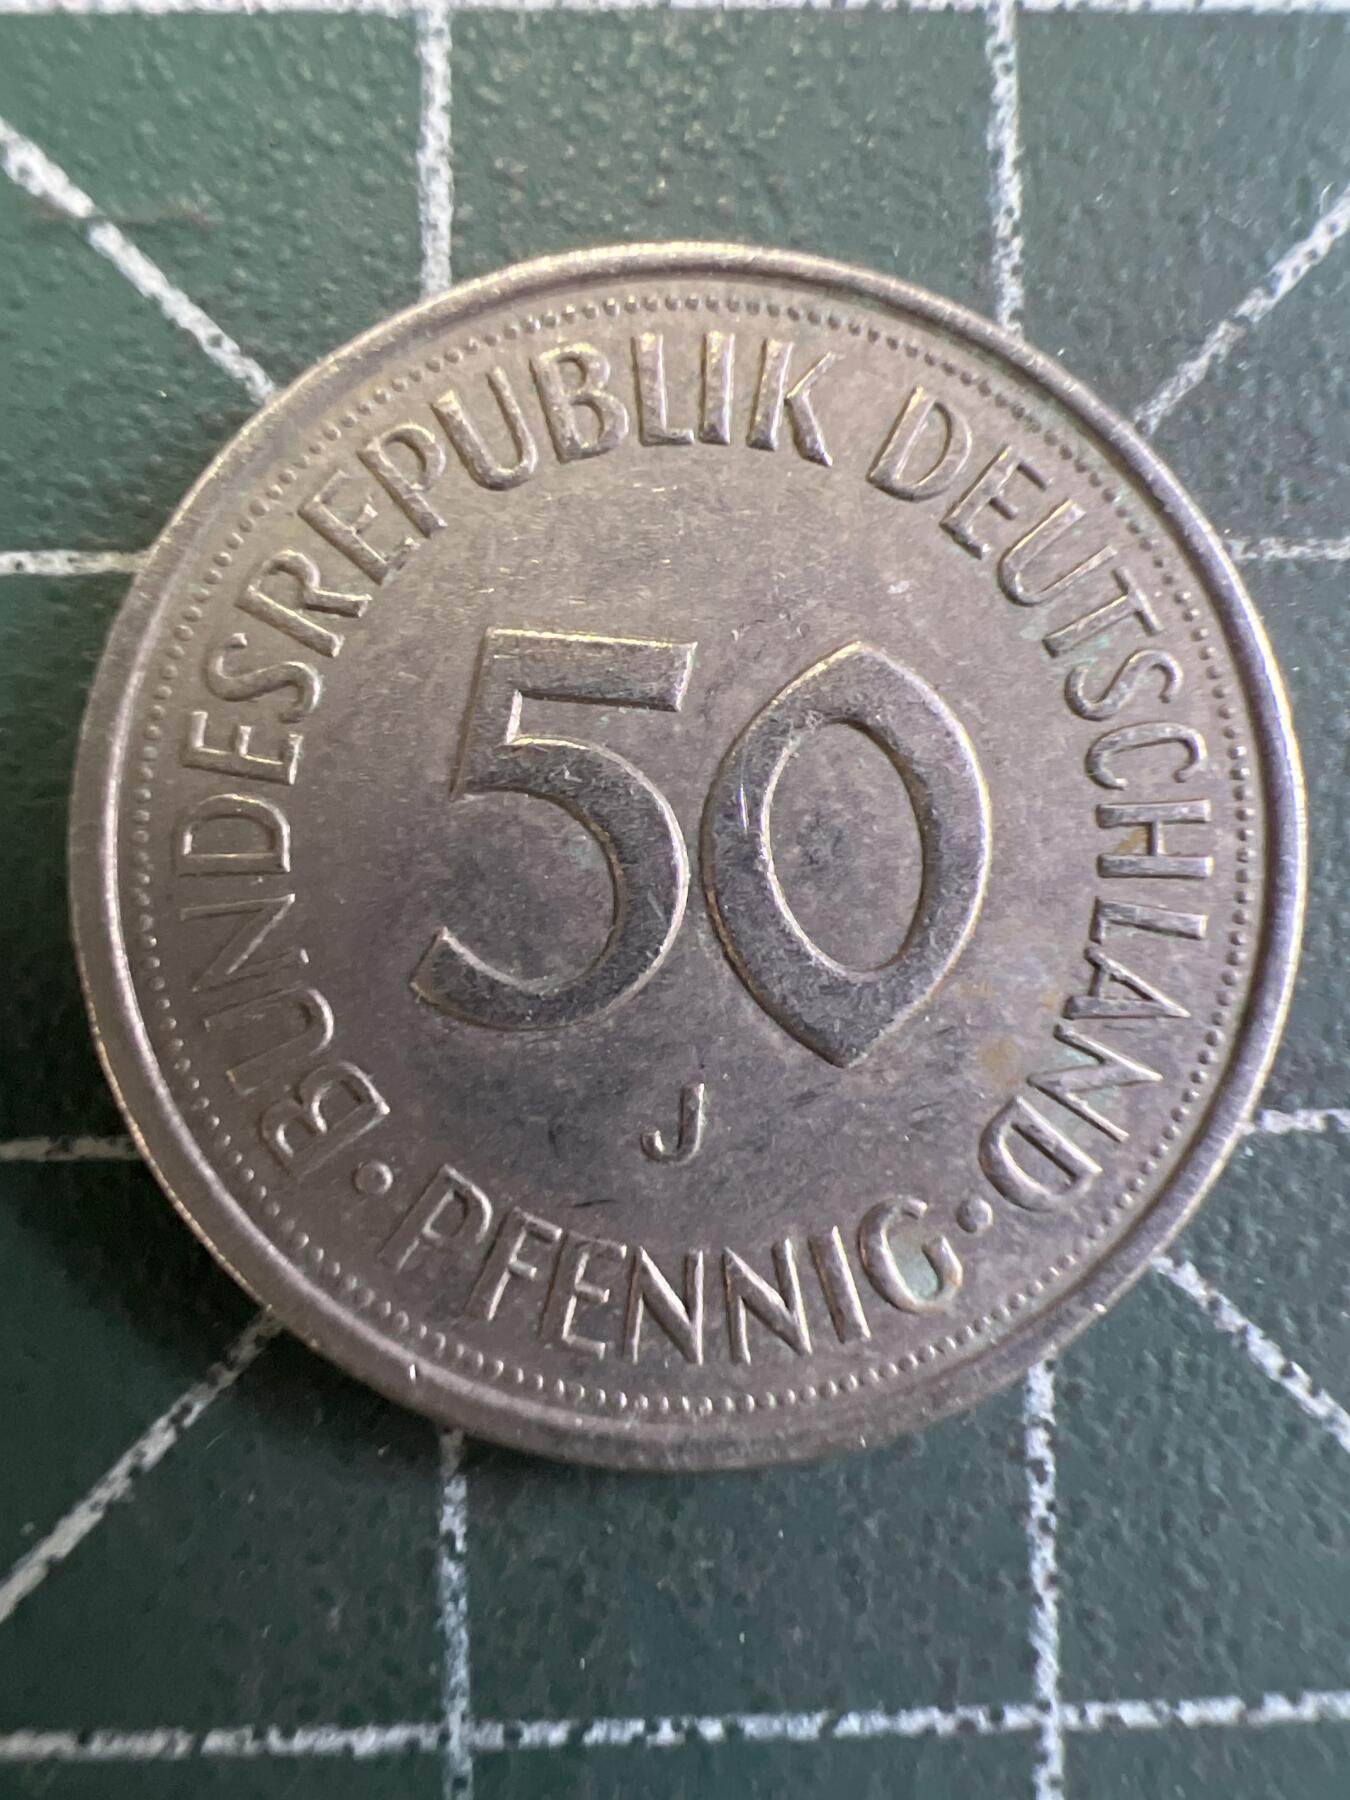 BUNDESREPUBLIK DEUTSCHLAND
50
J
· PFENNIG ·